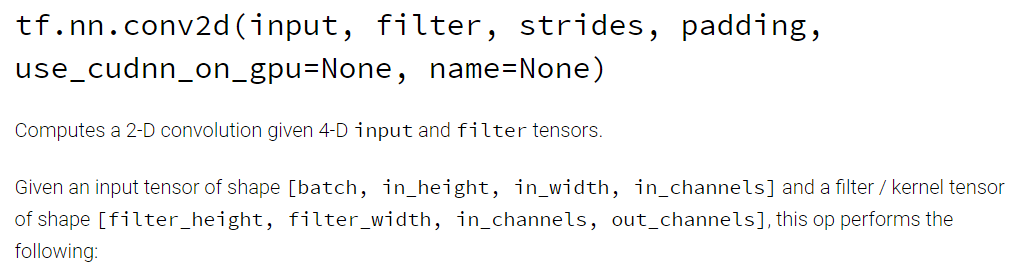 tf.nn.conv2d(input, filter, strides, padding,
use_cudnn_on_gpu=None, name=None)
Computes a 2-D convolution given 4-D input and filter tensors.
Given an input tensor of shape [batch, in_height, in_width, in_channels] and a filter / kernel tensor
of shape [filter_height, filter_width, in_channels, out_channels], this op performs the
following: